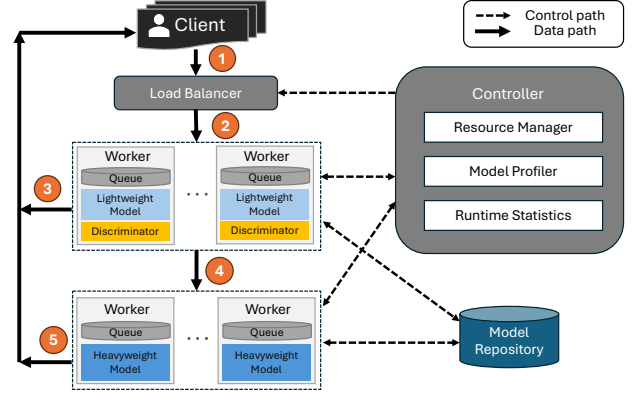 Client
Control path
Data path
1
Load Balancer
Controller
Resource Manager
Model Profiler
Runtime Statistics
2
Worker
Queue
Lightweight
Model
Discriminator
...
Worker
Queue
Lightweight
Model
Discriminator
3
4
Worker
Queue
Heavyweight
Model
...
Worker
Queue
Heavyweight
Model
5
Model
Repository